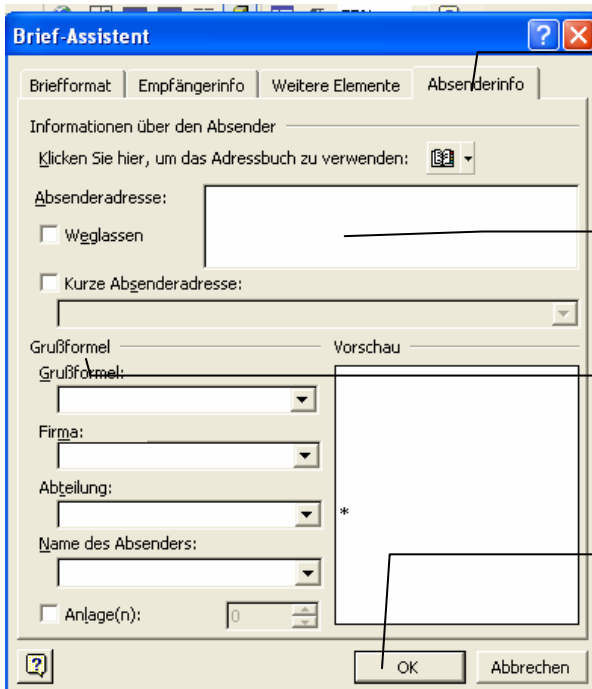 Brief-Assistent
Briefformat Empfängerinfo Weitere Elemente Absenderinfo
Informationen über den Absender
Klicken Sie hier, um das Adressbuch zu verwenden:
Absenderadresse:
Weglassen
Kurze Absenderadresse:
Grußformel Vorschau
Grußformel:
Firma:
Abteilung:
*
Name des Absenders:
Anlage(n): 0
OK Abbrechen